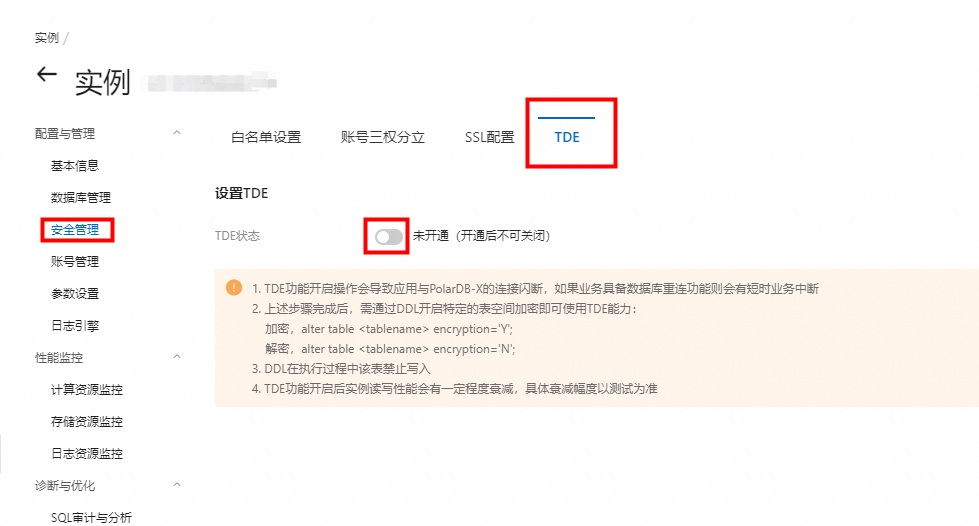 实例 /
实例
配置与管理
基本信息
数据库管理
安全管理
账号管理
参数设置
日志引擎
性能监控
计算资源监控
存储资源监控
日志资源监控
诊断与优化
SQL审计与分析
白名单设置 账号三权分立 SSL配置 TDE
设置TDE
TDE状态 未开通（开通后不可关闭）
1. TDE功能开启操作会导致应用与PolarDB-X的连接闪断，如果业务具备数据库重连功能则会有短时业务中断
2. 上述步骤完成后，需通过DDL开启特定的表空间加密即可使用TDE能力：
加密，alter table <tablename> encryption='Y';
解密，alter table <tablename> encryption='N';
3. DDL在执行过程中该表禁止写入
4. TDE功能开启后实例读写性能会有一定程度衰减，具体衰减幅度以测试为准